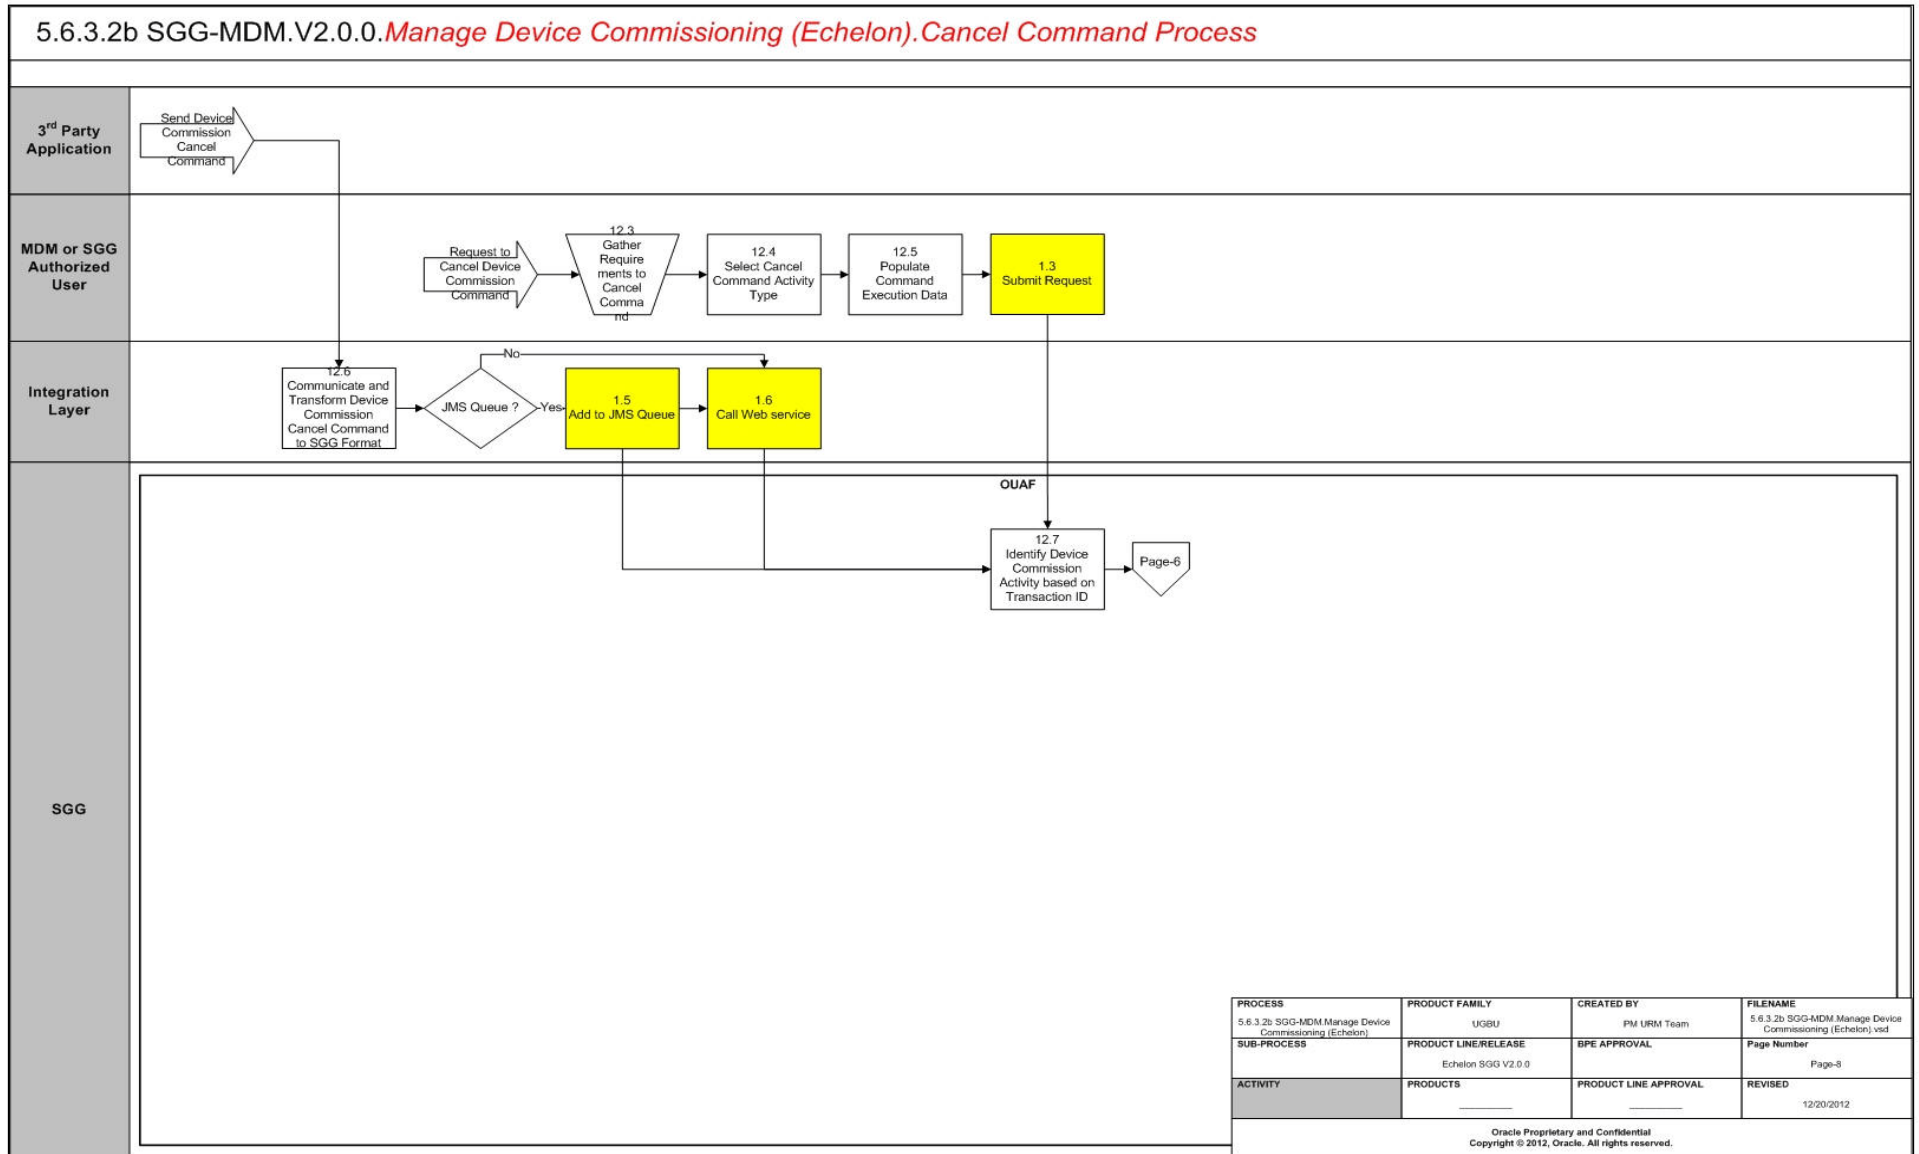 5.6.3.2b SGG-MDM.V2.0.0.Manage Device Commissioning (Echelon).Cancel Command Process
3rd Party
Application
Send Device
Commission
Cancel
Command
MDM or SGG
Authorized
User
Request to
Cancel Device
Commission
Command
12.3
Gather
Require
ments to
Cancel
Comma
nd
12.4
Select Cancel
Command Activity
Type
12.5
Populate
Command
Execution Data
1.3
Submit Request
Integration
Layer
12.6
Communicate and
Transform Device
Commission
Cancel Command
to SGG Format
JMS Queue ?
No
Yes
1.5
Add to JMS Queue
1.6
Call Web service
SGG
OUAF
12.7
Identify Device
Commission
Activity based on
Transaction ID
Page-6
PROCESS
5.6.3.2b SGG-MDM.Manage Device
Commissioning (Echelon)
PRODUCT FAMILY
UGBU
CREATED BY
PM URM Team
FILENAME
5.6.3.2b SGG-MDM.Manage Device
Commissioning (Echelon).vsd
SUB-PROCESS
PRODUCT LINE/RELEASE
Echelon SGG V2.0.0
BPE APPROVAL
Page Number
Page-8
ACTIVITY
PRODUCTS
PRODUCT LINE APPROVAL
REVISED
12/20/2012
Oracle Proprietary and Confidential
Copyright © 2012, Oracle. All rights reserved.